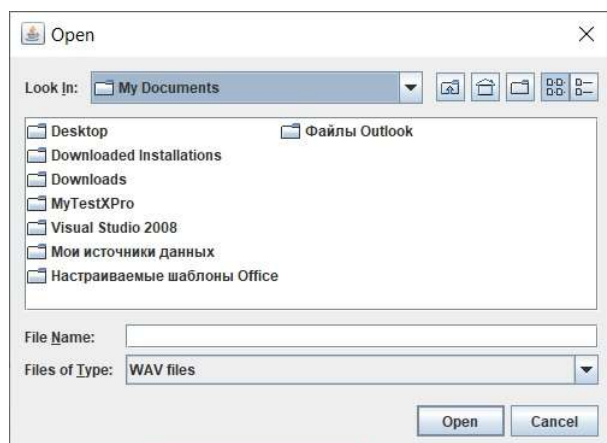 Open
Look In: My Documents
Desktop
Downloaded Installations
Downloads
MyTestXPro
Visual Studio 2008
Мои источники данных
Настраиваемые шаблоны Office
Файлы Outlook
File Name:
Files of Type: WAV files
Open Cancel